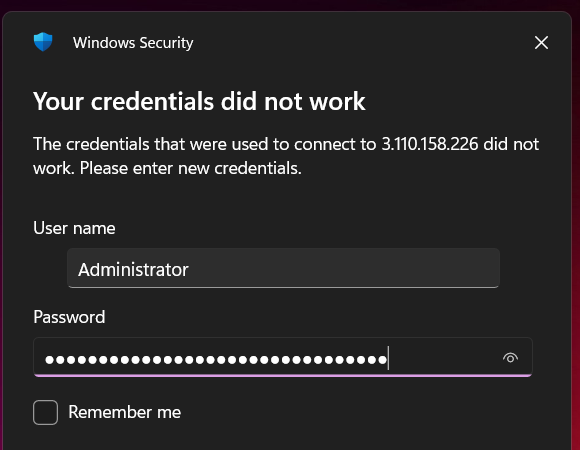 Windows Security
Your credentials did not work
The credentials that were used to connect to 3.110.158.226 did not
work. Please enter new credentials.
User name
Administrator
Password
●●●●●●●●●●●●●●●●●●●●●●●●●●●●●●●●
Remember me